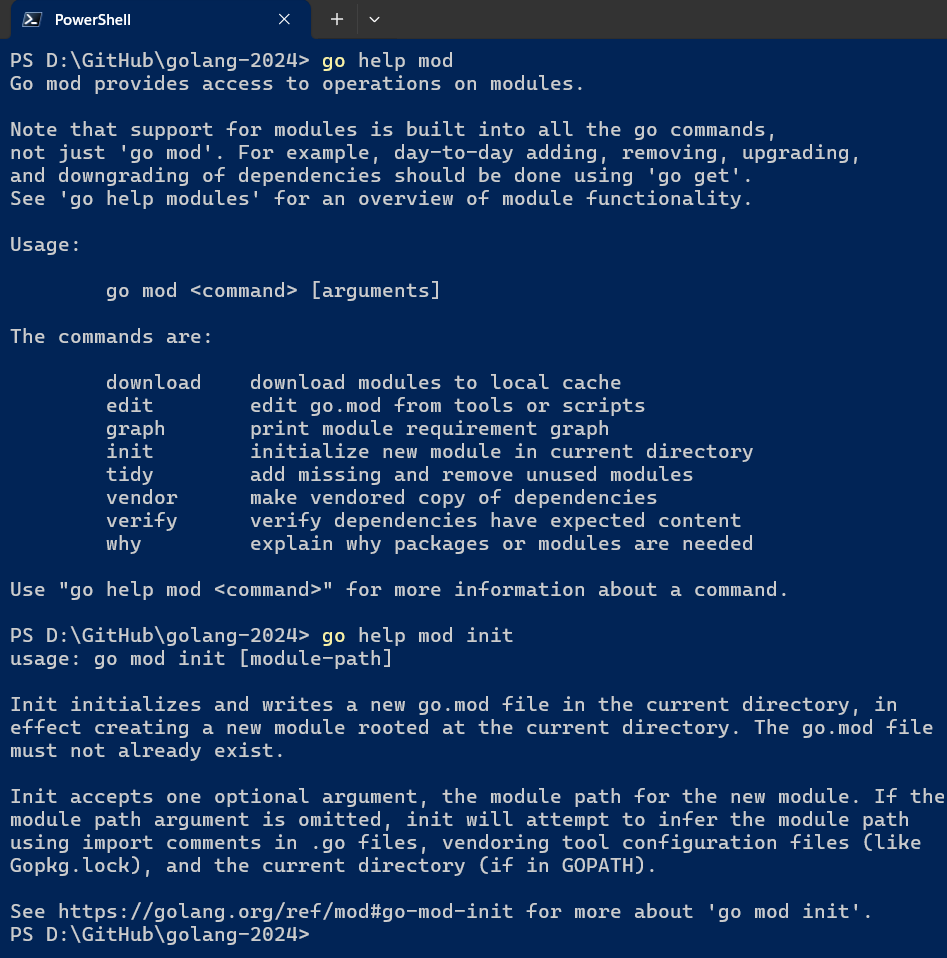 PowerShell
PS D:\GitHub\golang-2024> go help mod
Go mod provides access to operations on modules.
Note that support for modules is built into all the go commands,
not just 'go mod'. For example, day-to-day adding, removing, upgrading,
and downgrading of dependencies should be done using 'go get'.
See 'go help modules' for an overview of module functionality.
Usage:
go mod <command> [arguments]
The commands are:
download    download modules to local cache
edit        edit go.mod from tools or scripts
graph       print module requirement graph
init        initialize new module in current directory
tidy        add missing and remove unused modules
vendor      make vendored copy of dependencies
verify      verify dependencies have expected content
why         explain why packages or modules are needed
Use "go help mod <command>" for more information about a command.
PS D:\GitHub\golang-2024> go help mod init
usage: go mod init [module-path]
Init initializes and writes a new go.mod file in the current directory, in
effect creating a new module rooted at the current directory. The go.mod file
must not already exist.
Init accepts one optional argument, the module path for the new module. If the
module path argument is omitted, init will attempt to infer the module path
using import comments in .go files, vendoring tool configuration files (like
Gopkg.lock), and the current directory (if in GOPATH).
See https://golang.org/ref/mod#go-mod-init for more about 'go mod init'.
PS D:\GitHub\golang-2024>